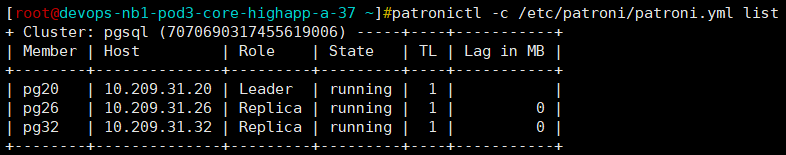 [root@devops-nb1-pod3-core-highapp-a-37 ~]#patronictl -c /etc/patroni/patroni.yml list
+ Cluster: pgsql (7070690317455619006) -----+----+-----------+
| Member | Host         | Role    | State   | TL | Lag in MB |
+--------+--------------+---------+---------+----+-----------+
| pg20   | 10.209.31.20 | Leader  | running |  1 |           |
| pg26   | 10.209.31.26 | Replica | running |  1 |         0 |
| pg32   | 10.209.31.32 | Replica | running |  1 |         0 |
+--------+--------------+---------+---------+----+-----------+